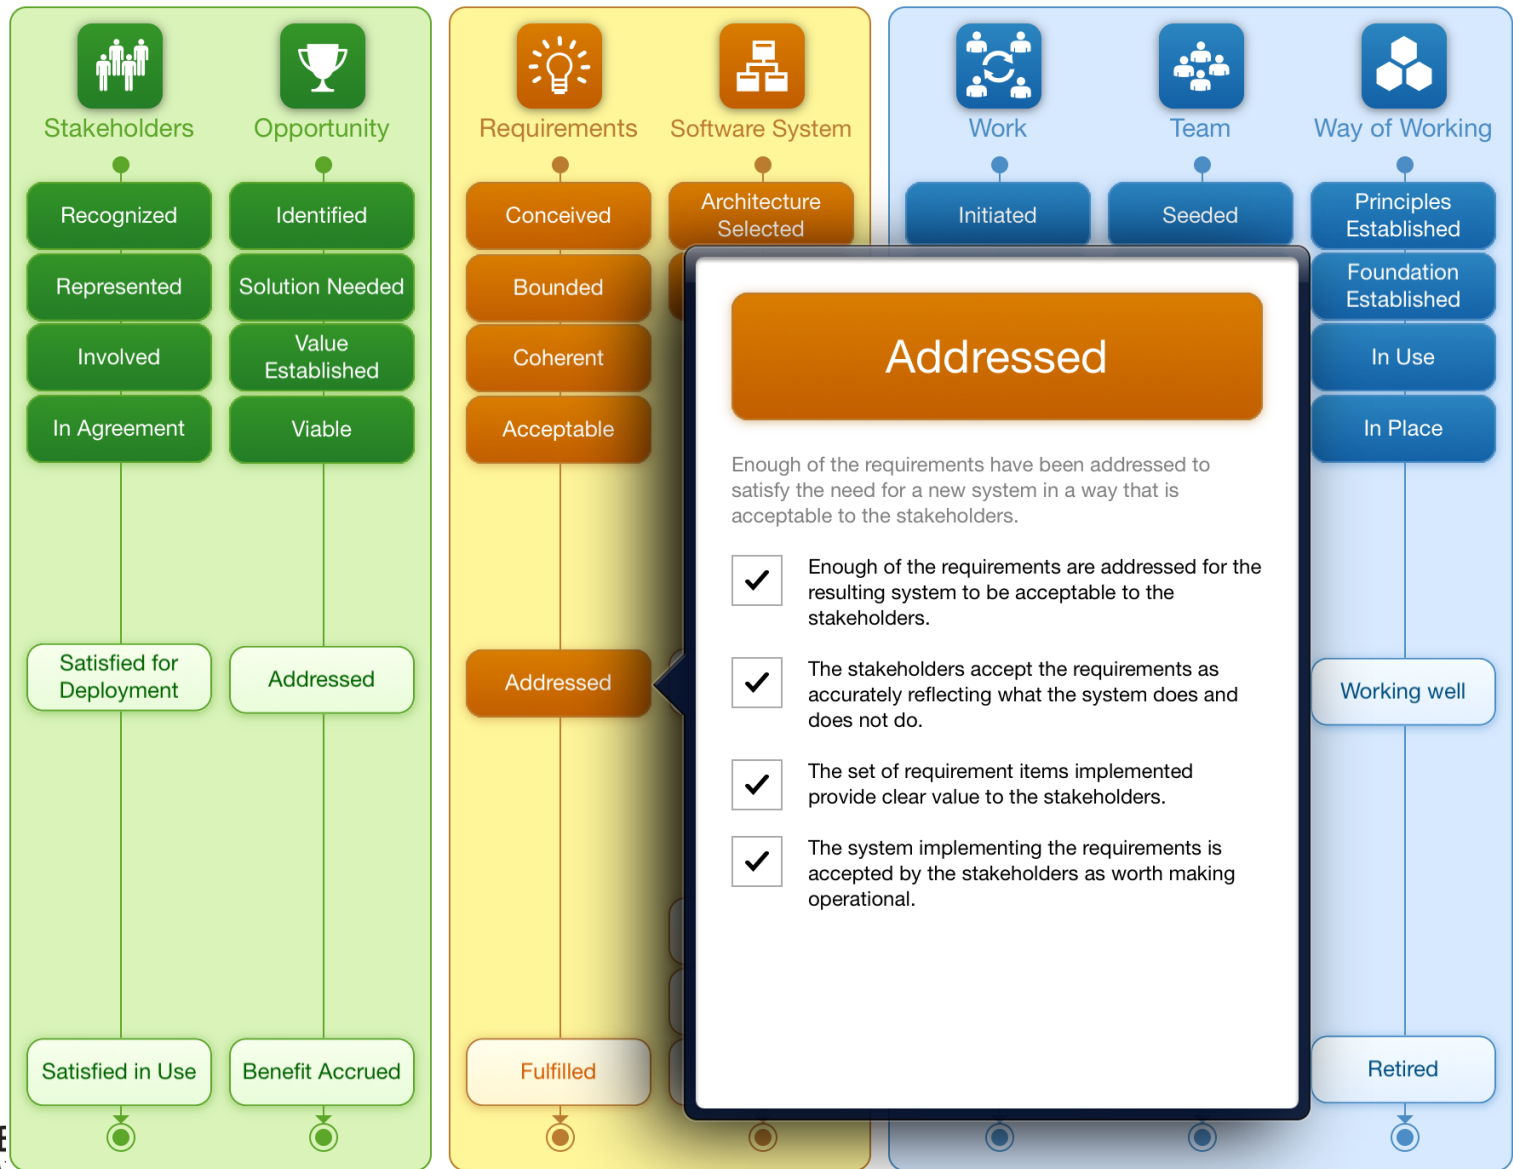 Stakeholders
Opportunity
Requirements
Software System
Work
Team
Way of Working
Recognized
Represented
Involved
In Agreement
Satisfied for
Deployment
Satisfied in Use
Identified
Solution Needed
Value
Established
Viable
Addressed
Benefit Accrued
Conceived
Bounded
Coherent
Acceptable
Addressed
Fulfilled
Architecture
Selected
Initiated
Seeded
Principles
Established
Foundation
Established
In Use
In Place
Working well
Retired
Addressed
Enough of the requirements have been addressed to
satisfy the need for a new system in a way that is
acceptable to the stakeholders.
Enough of the requirements are addressed for the
resulting system to be acceptable to the
stakeholders.
The stakeholders accept the requirements as
accurately reflecting what the system does and
does not do.
The set of requirement items implemented
provide clear value to the stakeholders.
The system implementing the requirements is
accepted by the stakeholders as worth making
operational.